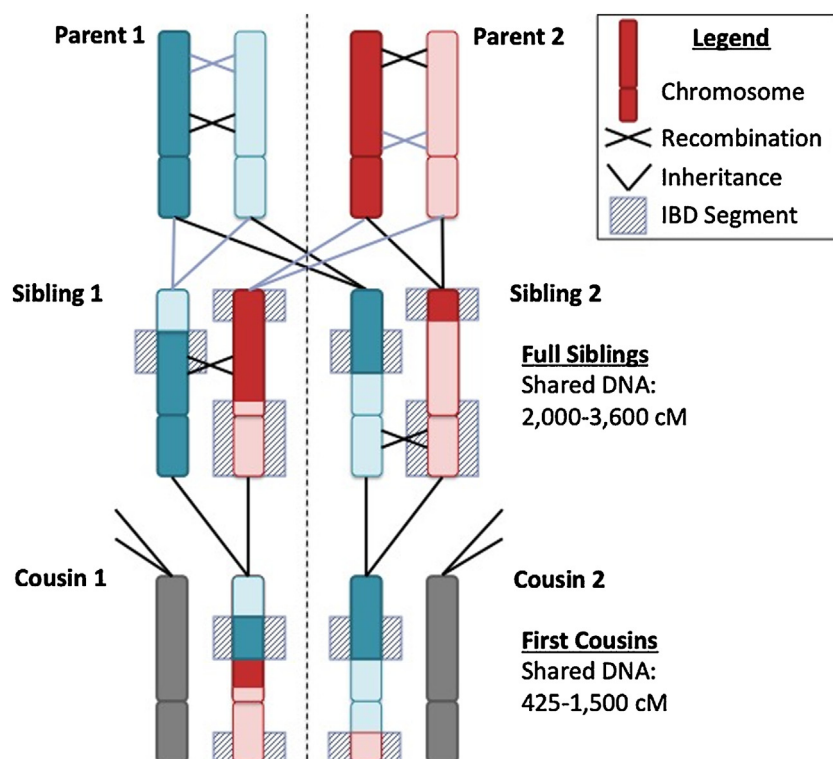 Parent 1
Parent 2
Legend
Chromosome
Recombination
Inheritance
IBD Segment
Sibling 1
Sibling 2
Full Siblings
Shared DNA:
2,000-3,600 cM
Cousin 1
Cousin 2
First Cousins
Shared DNA:
425-1,500 cM